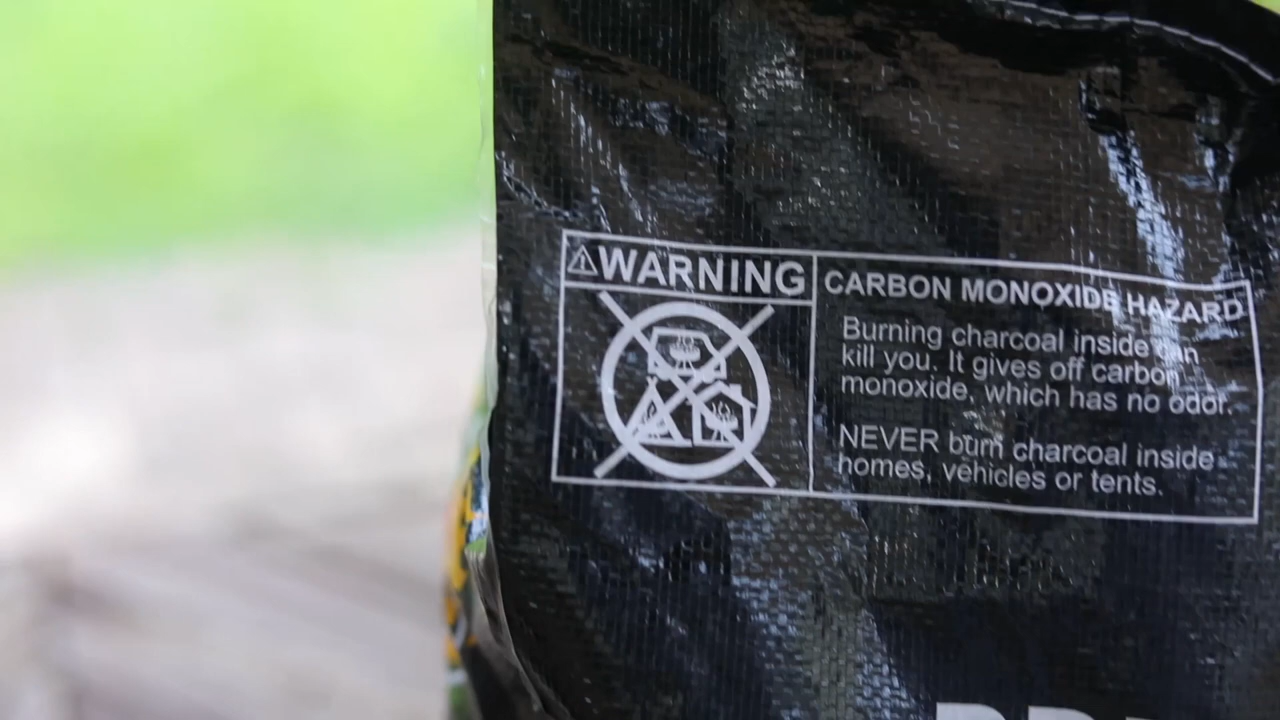 WARNING
CARBON MONOXIDE HAZARD
Burning charcoal inside can
kill you. It gives off carbon
monoxide, which has no odor.
NEVER burn charcoal inside
homes, vehicles or tents.